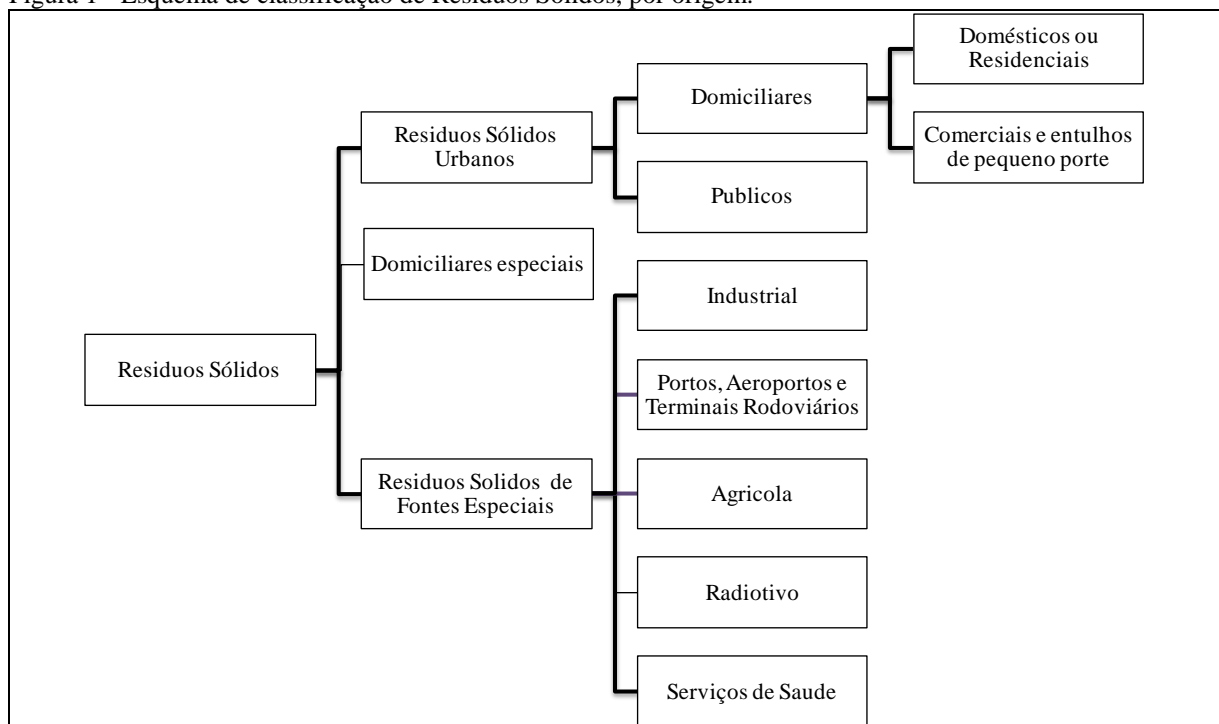 Figura 1 - Esquema de classificação de Resíduos Sólidos, por origem.
Domésticos ou
Residenciais
Domiciliares
Residuos Sólidos
Urbanos
Comerciais e entulhos
de pequeno porte
Publicos
Domiciliares especiais
Industrial
Residuos Sólidos
Portos, Aeroportos e
Terminais Rodoviários
Residuos Solidos de
Fontes Especiais
Agricola
Radiotivo
Serviços de Saude